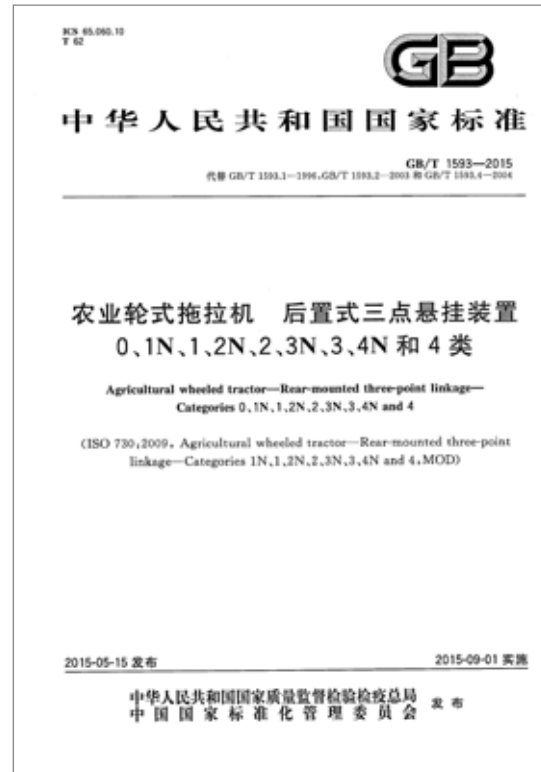 ICS 65.060.10
T 62
GB
中华人民共和国国家标准
GB/T 1593—2015
代替 GB/T 1593.1—1996,GB/T 1593.2—2003 和 GB/T 1593.4—2004
农业轮式拖拉机 后置式三点悬挂装置
0、1N、1、2N、2、3N、3、4N 和 4 类
Agricultural wheeled tractor—Rear-mounted three-point linkage—
Categories 0,1N,1,2N,2,3N,3,4N and 4
(ISO 730:2009, Agricultural wheeled tractor—Rear-mounted three-point
linkage—Categories 1N,1,2N,2,3N,3,4N and 4,MOD)
2015-05-15 发布
2015-09-01 实施
中华人民共和国国家质量监督检验检疫总局
中国国家标准化管理委员会
发布